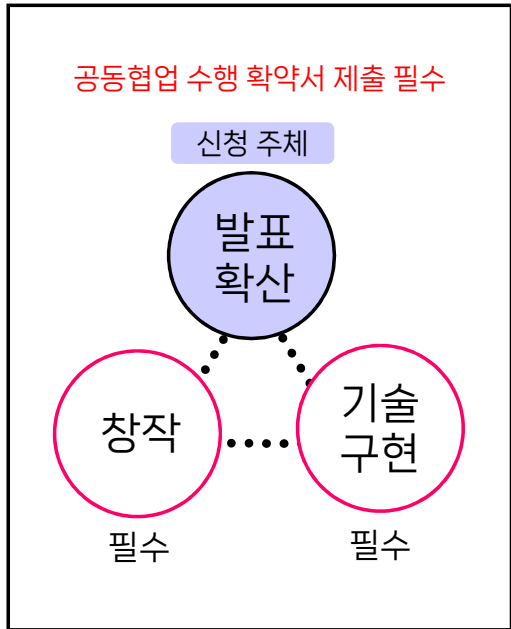 공동협업 수행 확약서 제출 필수
신청 주체
발표
확산
창작
기술
구현
필수
필수